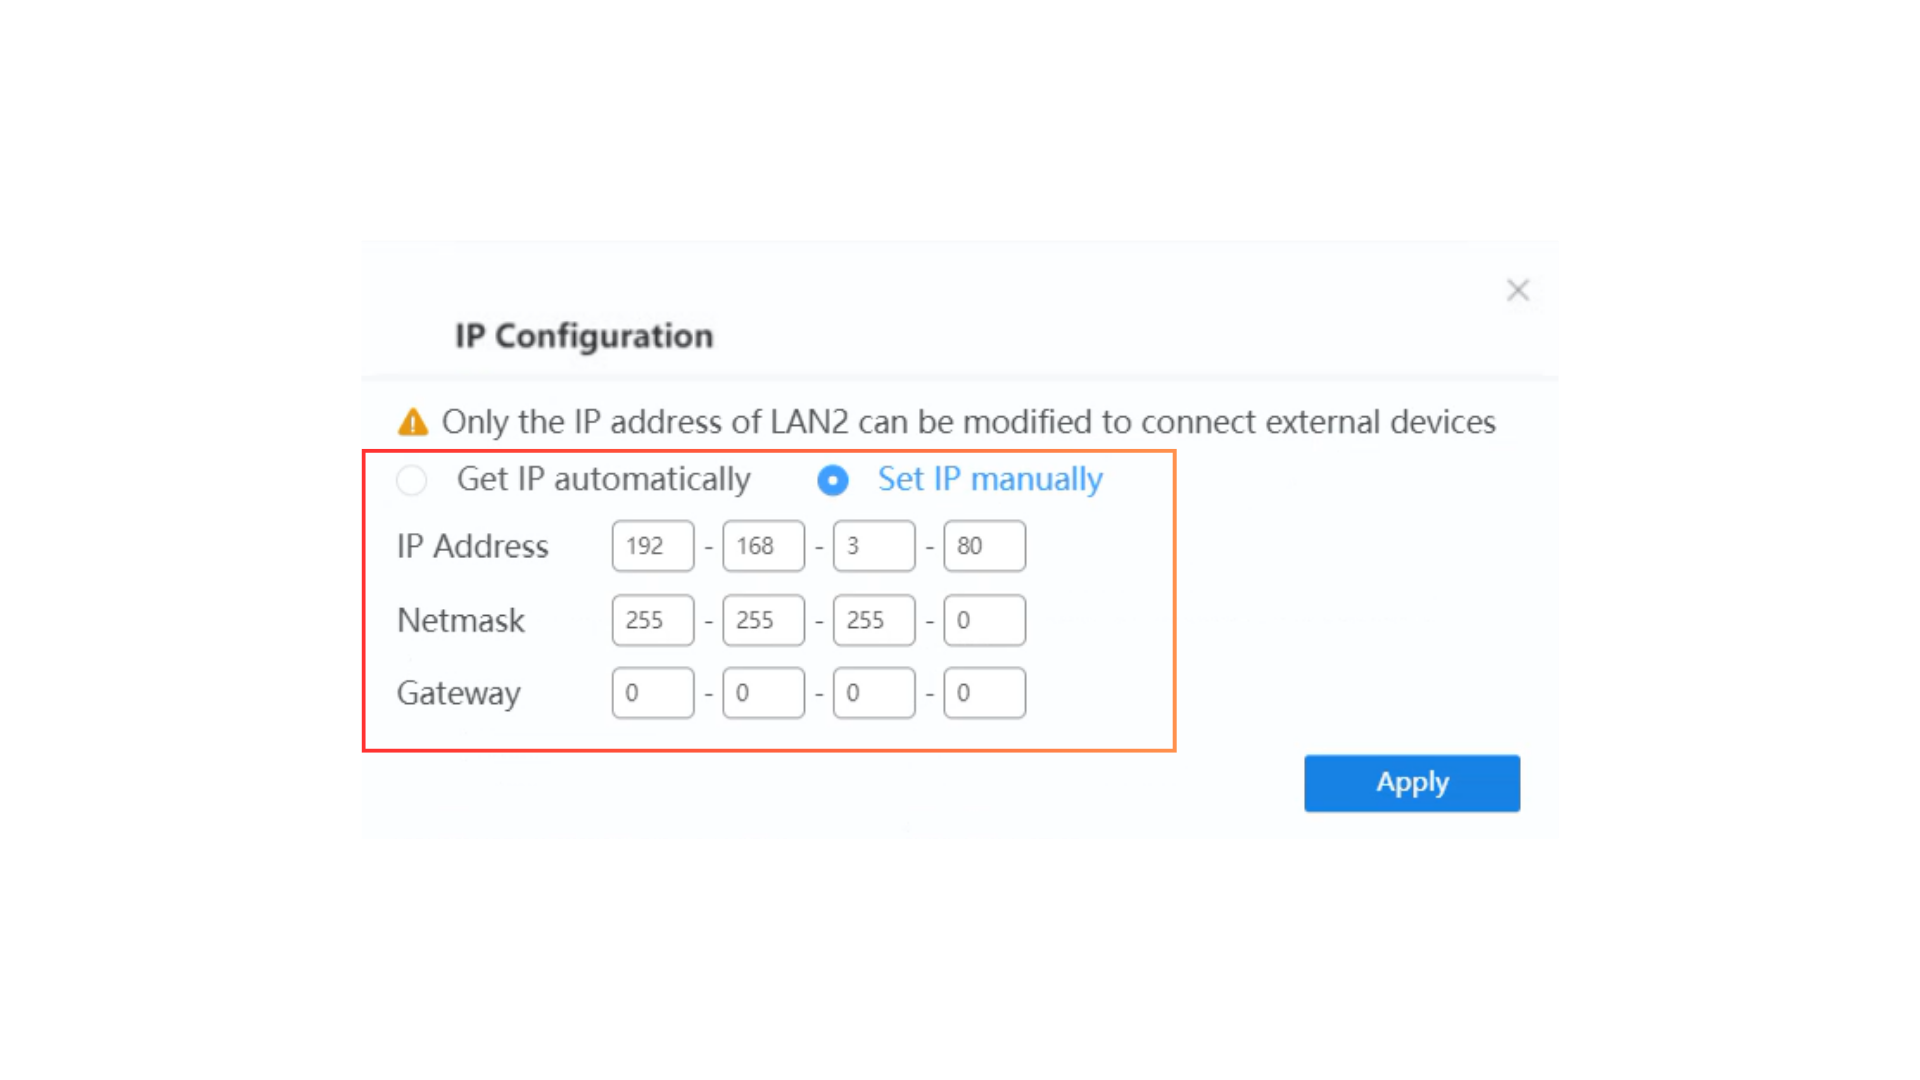 IP Configuration
Only the IP address of LAN2 can be modified to connect external devices
Get IP automatically Set IP manually
IP Address 192 - 168 - 3 - 80
Netmask 255 - 255 - 255 - 0
Gateway 0 - 0 - 0 - 0
Apply